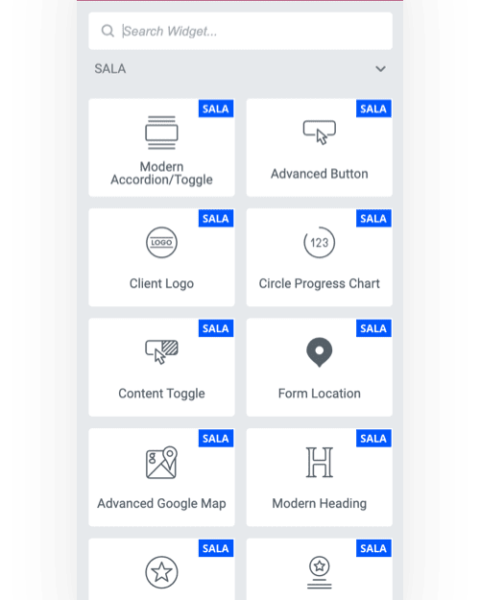 Search Widget...
SALA
SALA
SALA
Modern
Accordion/Toggle
Advanced Button
SALA
SALA
LOGO
123
Client Logo
Circle Progress Chart
SALA
SALA
Content Toggle
Form Location
SALA
SALA
8
H
Advanced Google Map
Modern Heading
SALA
SALA